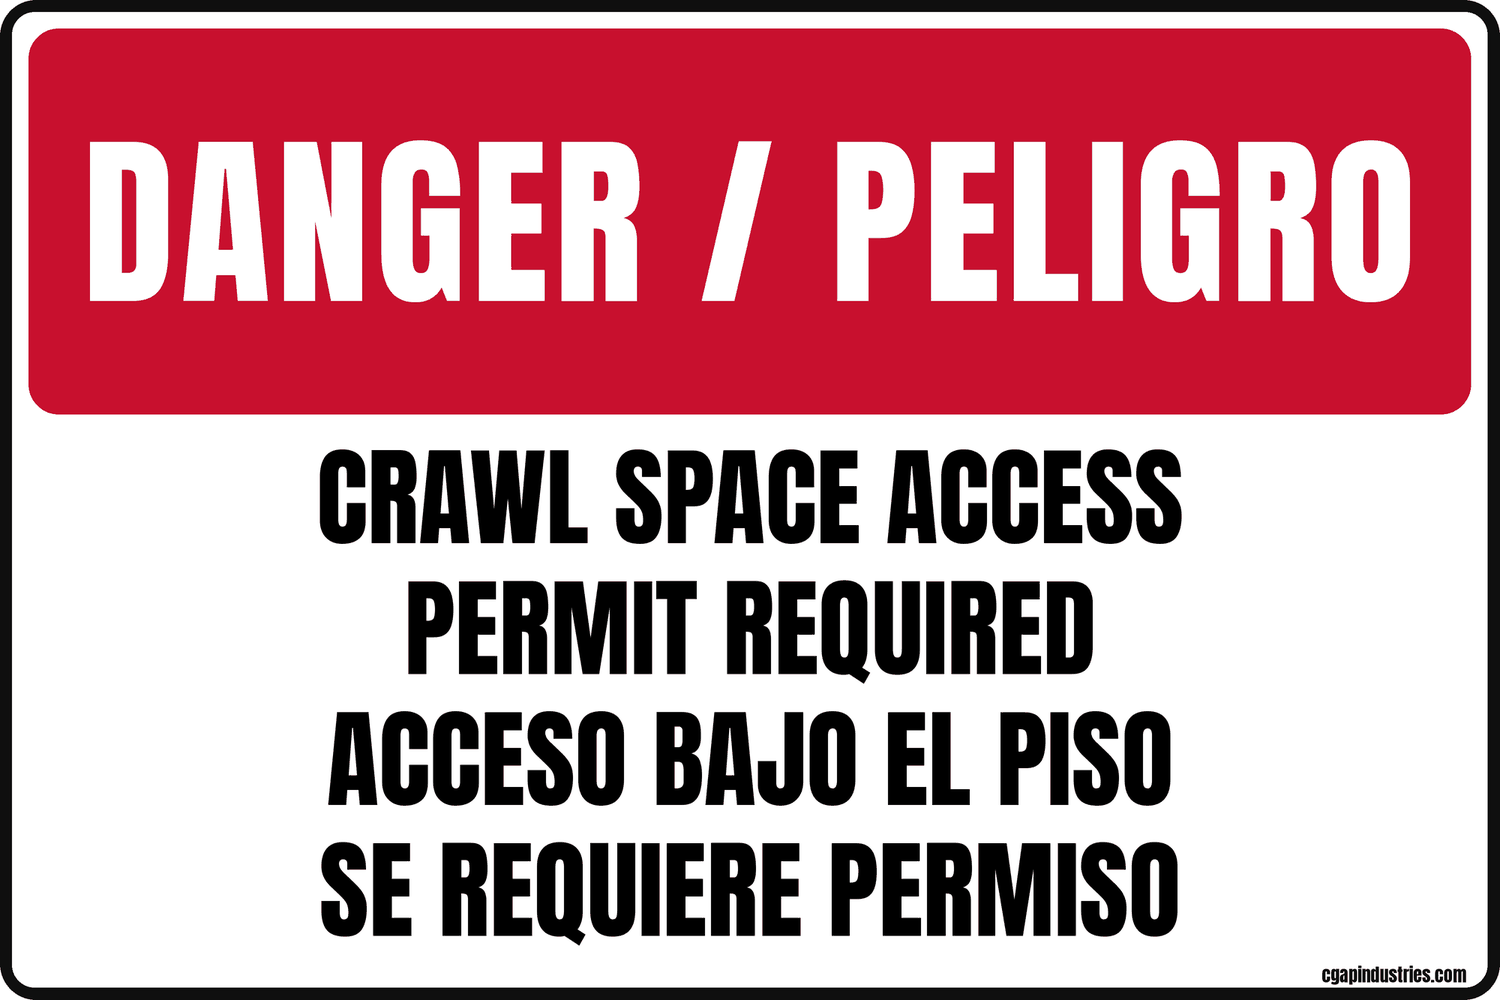 DANGER / PELIGRO
CRAWL SPACE ACCESS
PERMIT REQUIRED
ACCESO BAJO EL PISO
SE REQUIERE PERMISO
cgapindustries.com